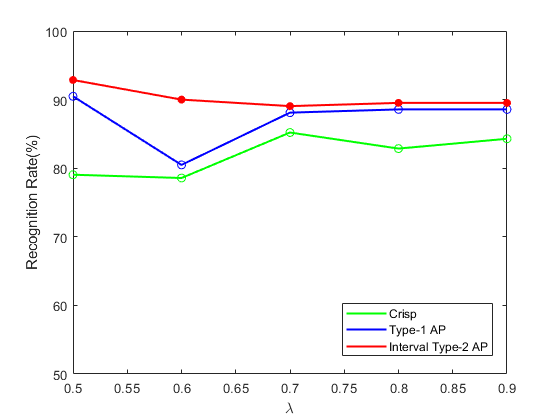 100
90
80
70
60
50
Recognition Rate(%)
0.5 0.55 0.6 0.65 0.7 0.75 0.8 0.85 0.9
λ
Crisp
Type-1 AP
Interval Type-2 AP